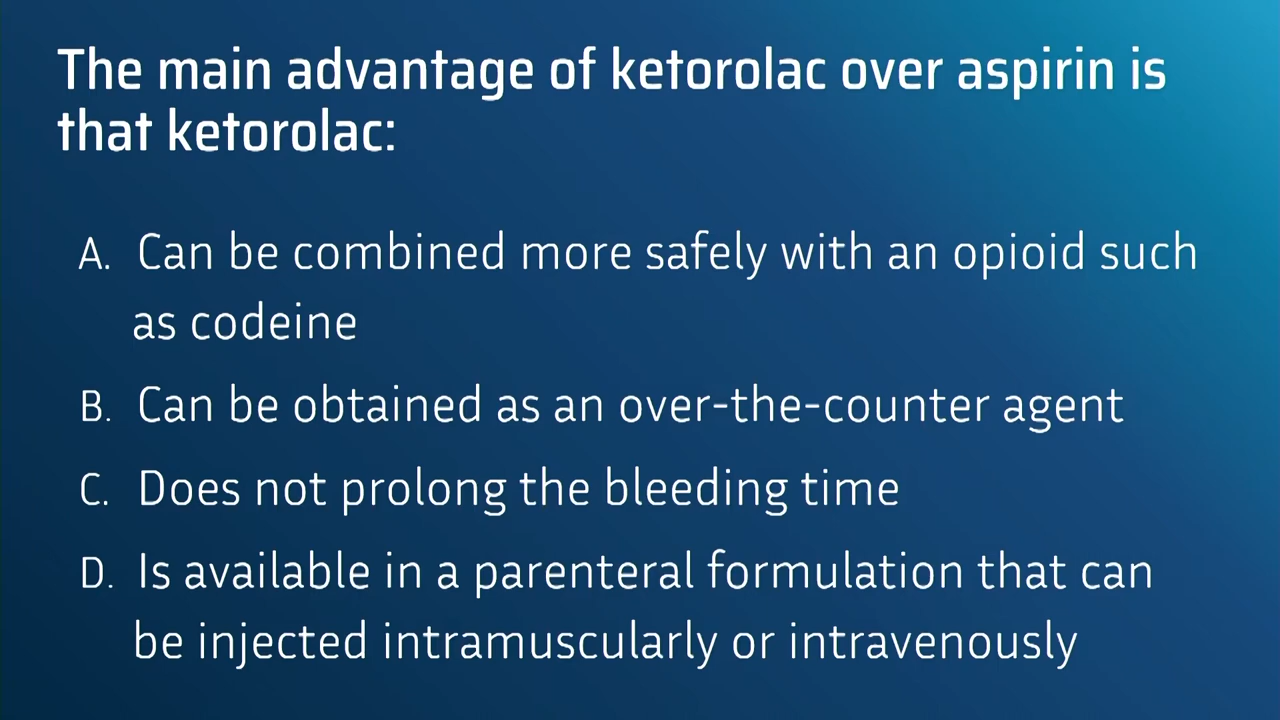 The main advantage of ketorolac over aspirin is
that ketorolac:
A. Can be combined more safely with an opioid such
as codeine
B. Can be obtained as an over-the-counter agent
C. Does not prolong the bleeding time
D. Is available in a parenteral formulation that can
be injected intramuscularly or intravenously